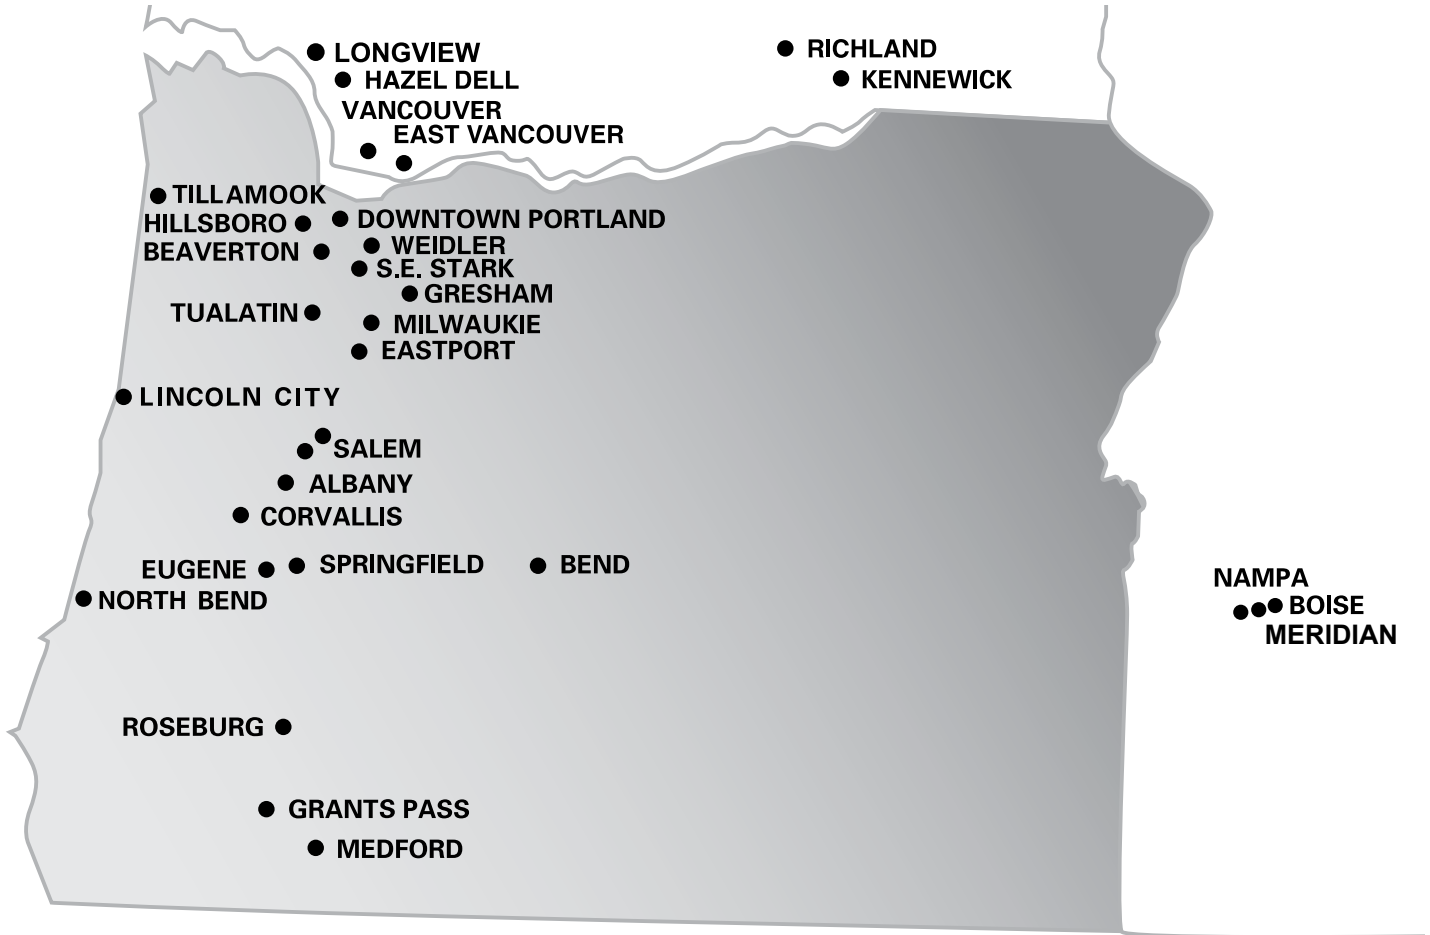 LONGVIEW
RICHLAND
HAZEL DELL
KENNEWICK
VANCOUVER
EAST VANCOUVER
TILLAMOOK
HILLSBORO
DOWNTOWN PORTLAND
BEAVERTON
WEIDLER
S.E. STARK
GRESHAM
TUALATIN
MILWAUKIE
EASTPORT
LINCOLN CITY
SALEM
ALBANY
CORVALLIS
EUGENE
SPRINGFIELD
BEND
NORTH BEND
NAMPA
BOISE
MERIDIAN
ROSEBURG
GRANTS PASS
MEDFORD